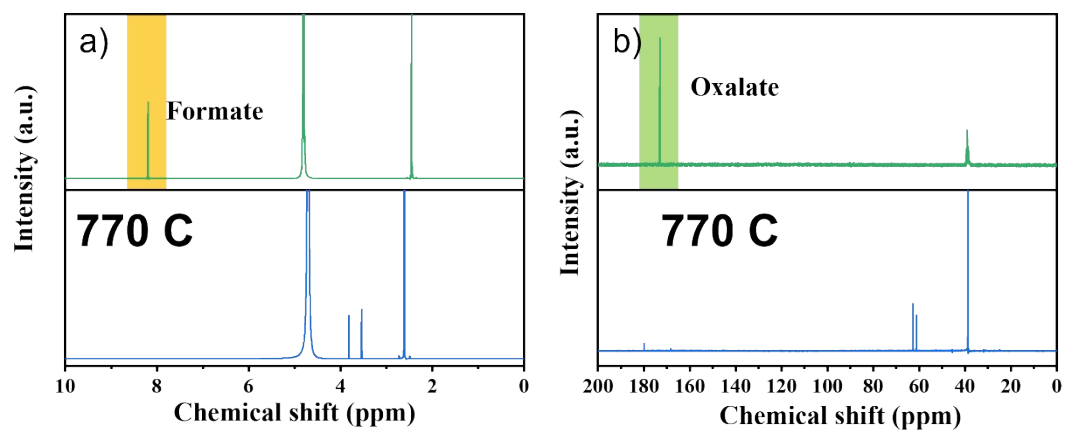 a)
Formate
770 C
Intensity (a.u.)
10 8 6 4 2 0
Chemical shift (ppm)
b)
Oxalate
770 C
Intensity (a.u.)
200 180 160 140 120 100 80 60 40 20 0
Chemical shift (ppm)